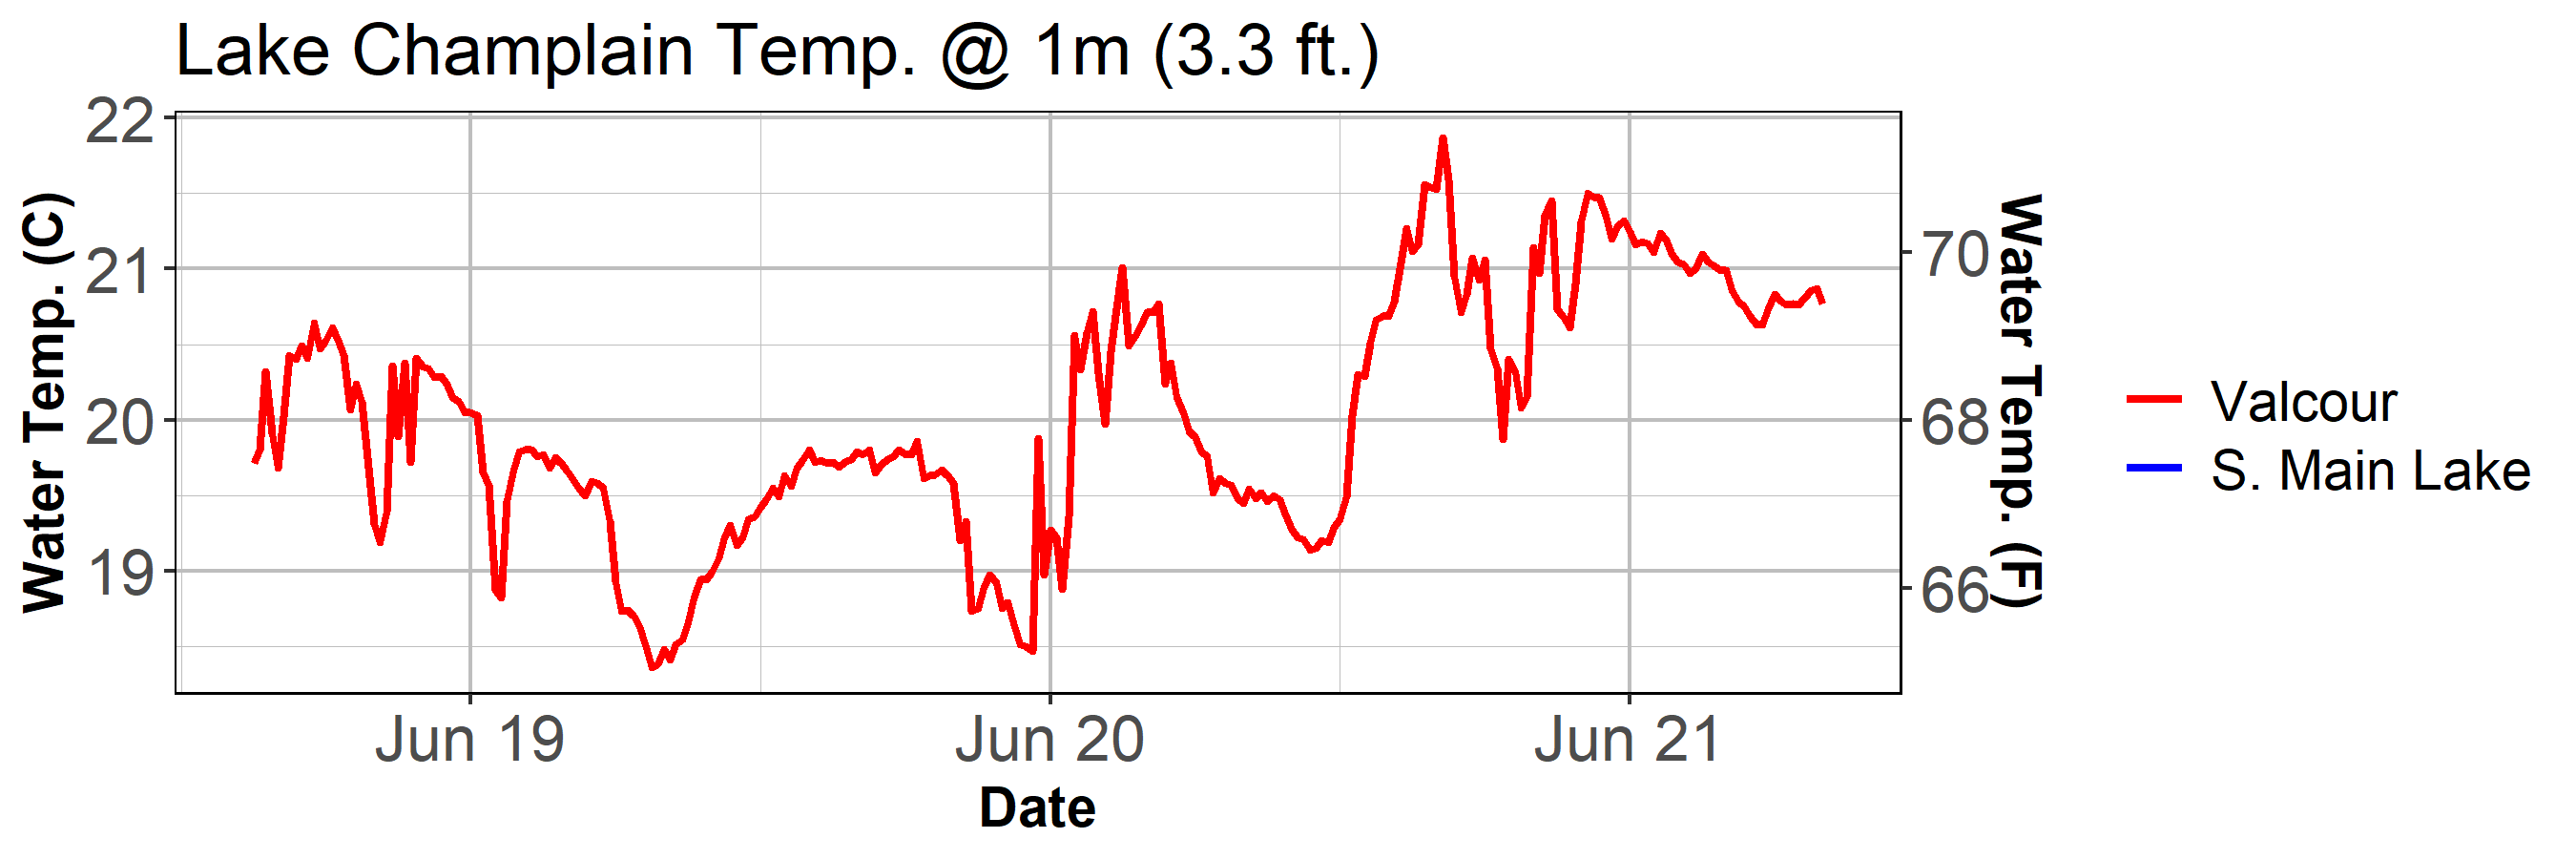 Lake Champlain Temp. @ 1m (3.3 ft.)
Water Temp. (C)
22
21
20
19
70
68
66
Water Temp. (F)
Jun 19
Jun 20
Jun 21
Date
Valcour
S. Main Lake